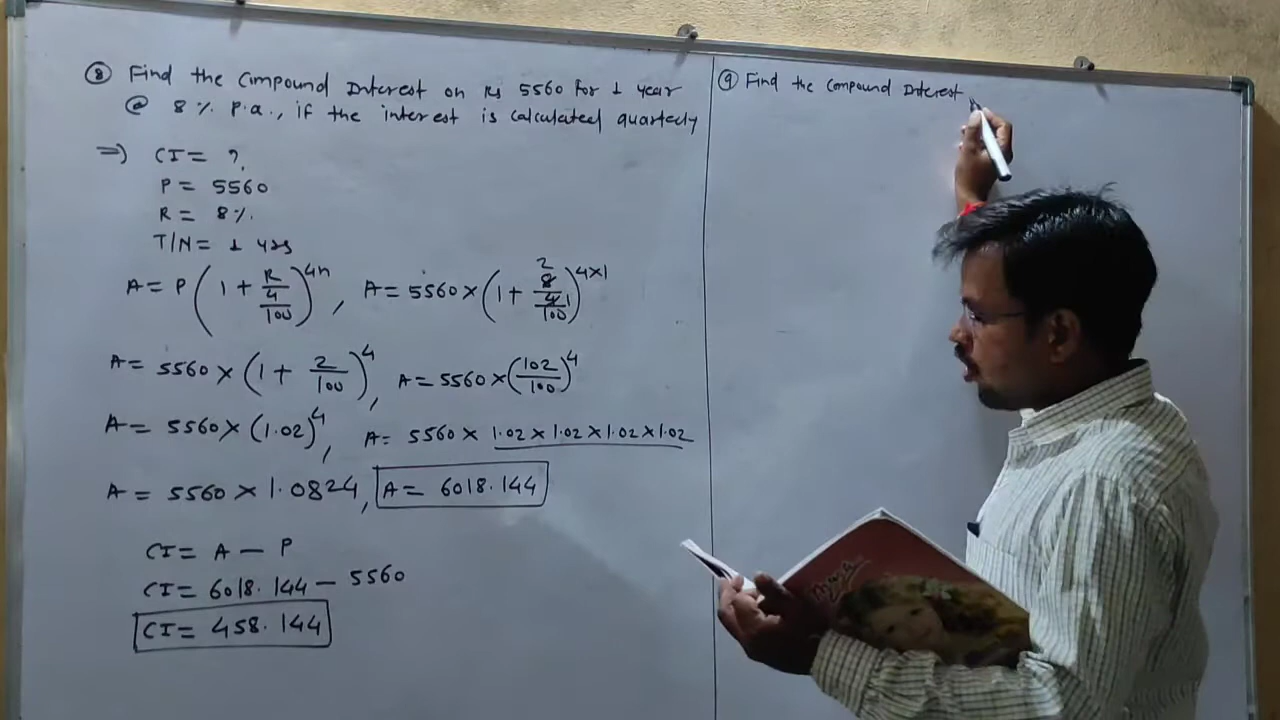 ⑧ Find the Compound Interest on Rs 5560 For 1 year
@ 8 % p.a., if the interest is calculated quarterly
⇒) CI = ?
P = 5560
R = 8%.
T/N = 1 yrs
A = P ( 1 + R/4/100 )^4n , A = 5560 × ( 1 + 2 8/4 1/100 )^4×1
A = 5560 × ( 1 + 2/100 )^4 , A = 5560 × ( 102/100 )^4
A = 5560 × (1.02)^4 , A = 5560 × 1.02 × 1.02 × 1.02 × 1.02
A = 5560 × 1.0824 , A = 6018.144
CI = A − P
CI = 6018.144 − 5560
CI = 458.144
⑨ Find the Compound Interest